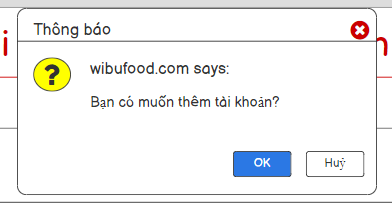 Thông báo
wibufood.com says:
Bạn có muốn thêm tài khoản?
OK
Huỷ